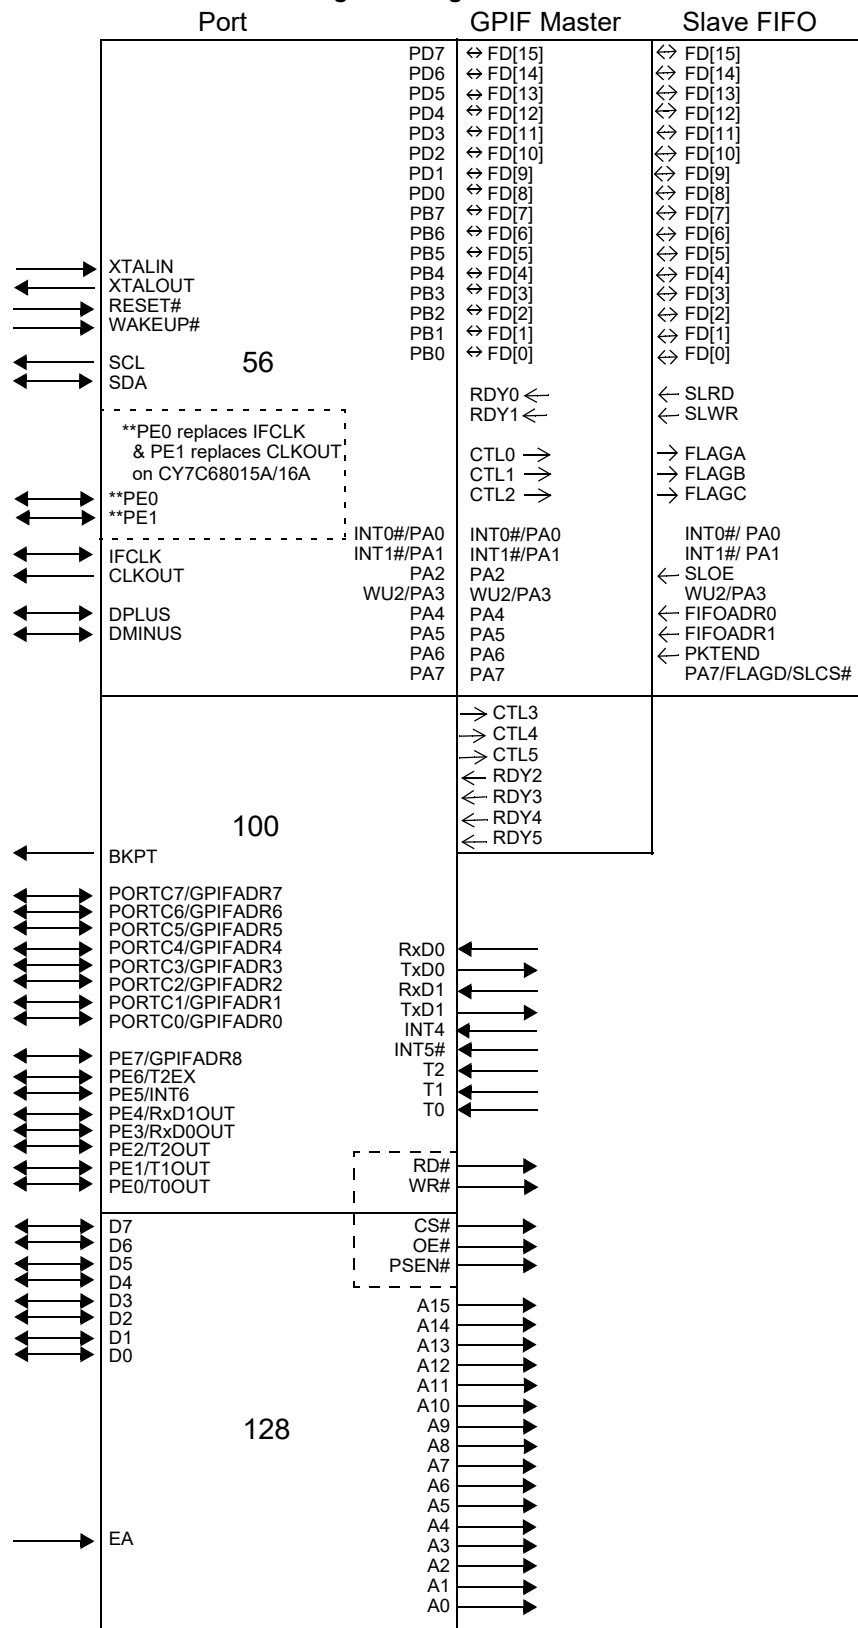 Port GPIF Master Slave FIFO
PD7 FD[15] FD[15]
PD6 FD[14] FD[14]
PD5 FD[13] FD[13]
PD4 FD[12] FD[12]
PD3 FD[11] FD[11]
PD2 FD[10] FD[10]
PD1 FD[9] FD[9]
PD0 FD[8] FD[8]
PB7 FD[7] FD[7]
PB6 FD[6] FD[6]
PB5 FD[5] FD[5]
PB4 FD[4] FD[4]
PB3 FD[3] FD[3]
PB2 FD[2] FD[2]
PB1 FD[1] FD[1]
PB0 FD[0] FD[0]
XTALIN
XTALOUT
RESET#
WAKEUP#
SCL
SDA
56
RDY0 SLRD
RDY1 SLWR
CTL0 FLAGA
CTL1 FLAGB
CTL2 FLAGC
**PE0 replaces IFCLK
& PE1 replaces CLKOUT
on CY7C68015A/16A
**PE0
**PE1
IFCLK
CLKOUT
DPLUS
DMINUS
INT0#/PA0 INT0#/PA0 INT0#/ PA0
INT1#/PA1 INT1#/PA1 INT1#/ PA1
PA2 PA2 SLOE
WU2/PA3 WU2/PA3 WU2/PA3
PA4 PA4 FIFOADR0
PA5 PA5 FIFOADR1
PA6 PA6 PKTEND
PA7 PA7 PA7/FLAGD/SLCS#
CTL3
CTL4
CTL5
RDY2
RDY3
RDY4
RDY5
100
BKPT
PORTC7/GPIFADR7
PORTC6/GPIFADR6
PORTC5/GPIFADR5
PORTC4/GPIFADR4
PORTC3/GPIFADR3
PORTC2/GPIFADR2
PORTC1/GPIFADR1
PORTC0/GPIFADR0
PE7/GPIFADR8
PE6/T2EX
PE5/INT6
PE4/RxD1OUT
PE3/RxD0OUT
PE2/T2OUT
PE1/T1OUT
PE0/T0OUT
RxD0
TxD0
RxD1
TxD1
INT4
INT5#
T2
T1
T0
RD#
WR#
CS#
OE#
PSEN#
D7
D6
D5
D4
D3
D2
D1
D0
128
EA
A15
A14
A13
A12
A11
A10
A9
A8
A7
A6
A5
A4
A3
A2
A1
A0